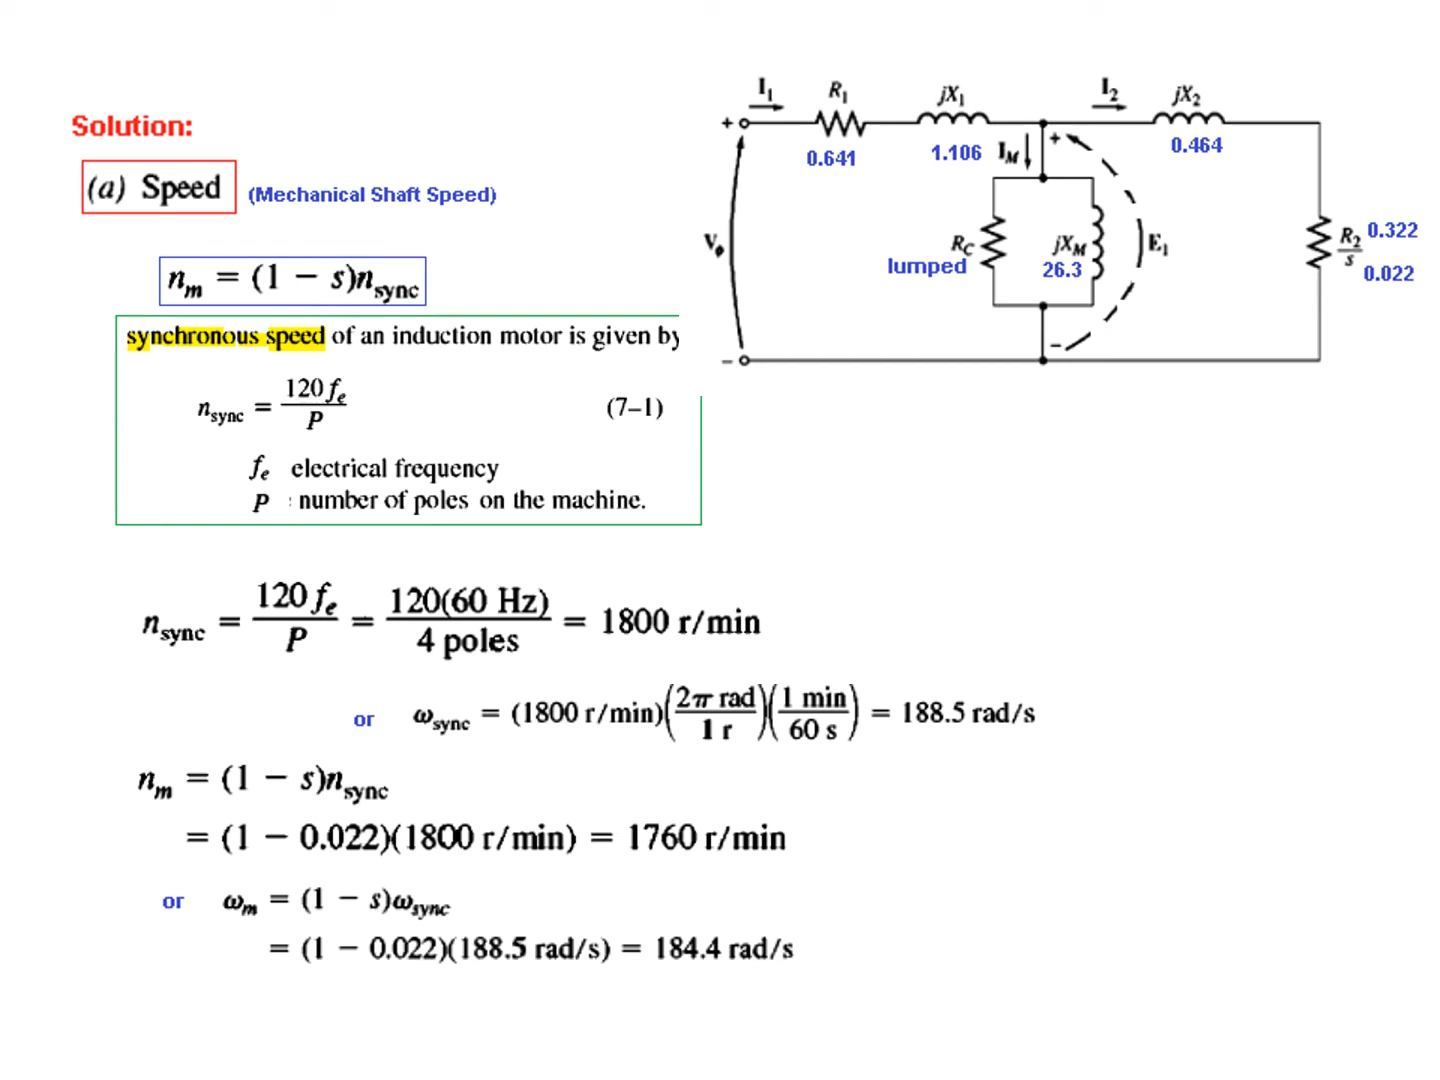 Solution:
(a) Speed (Mechanical Shaft Speed)
n_m = (1 − s)n_sync
synchronous speed of an induction motor is given by
n_sync = 120 f_e / P (7–1)
f_e electrical frequency
P : number of poles on the machine.
I_1 R_1 jX_1 I_2 jX_2
+ 0.641 1.106 I_M + 0.464
V_ϕ R_C jX_M E_1 R_2/s 0.322
lumped 26.3 0.022
− −
n_sync = 120 f_e / P = 120(60 Hz) / 4 poles = 1800 r/min
or ω_sync = (1800 r/min)(2π rad / 1 r)(1 min / 60 s) = 188.5 rad/s
n_m = (1 − s)n_sync
= (1 − 0.022)(1800 r/min) = 1760 r/min
or ω_m = (1 − s)ω_sync
= (1 − 0.022)(188.5 rad/s) = 184.4 rad/s